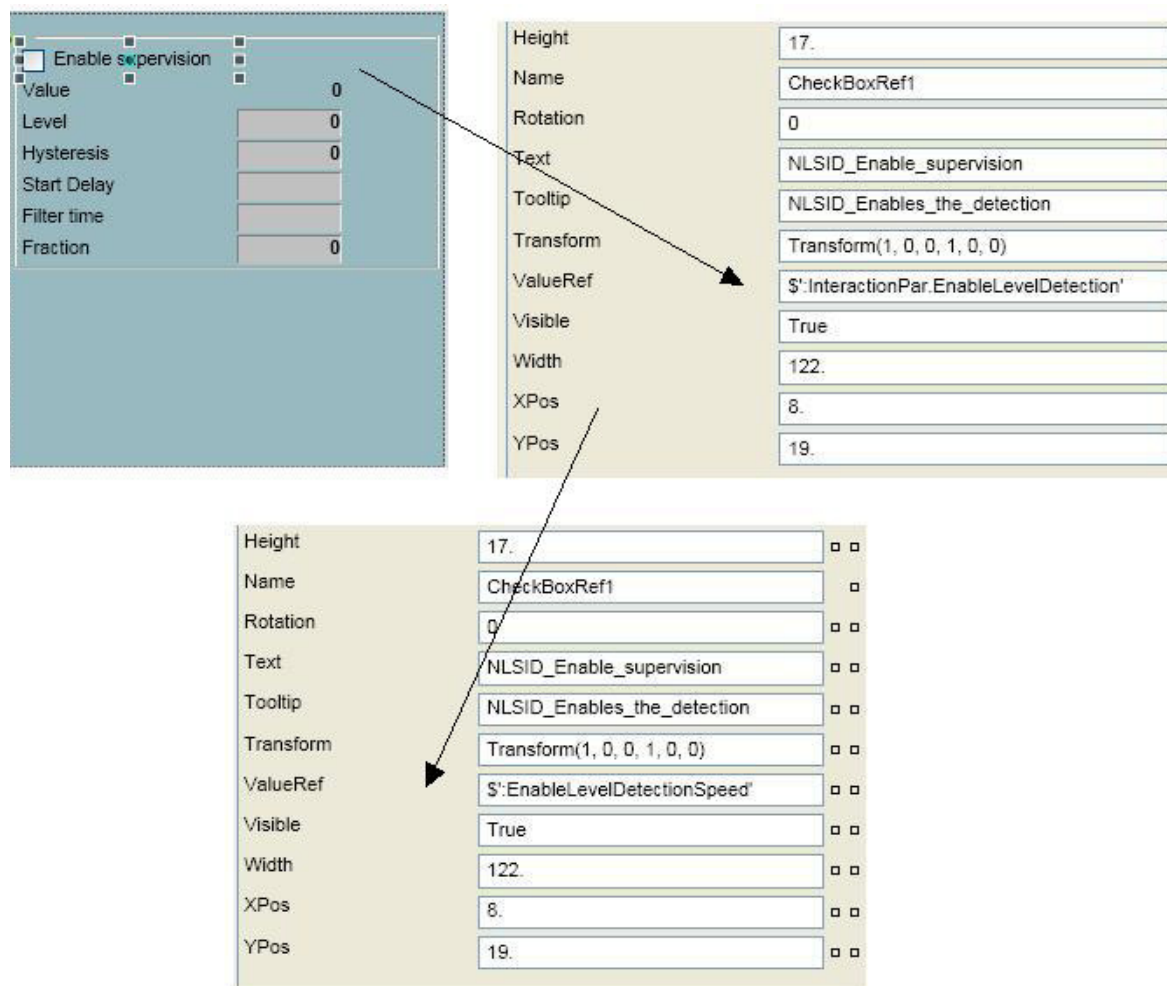 Enable supervision
Value 0
Level 0
Hysteresis 0
Start Delay
Filter time
Fraction 0
Height 17.
Name CheckBoxRef1
Rotation 0
Text NLSID_Enable_supervision
Tooltip NLSID_Enables_the_detection
Transform Transform(1, 0, 0, 1, 0, 0)
ValueRef $':InteractionPar.EnableLevelDetection'
Visible True
Width 122.
XPos 8.
YPos 19.
Height 17.
Name CheckBoxRef1
Rotation 0
Text NLSID_Enable_supervision
Tooltip NLSID_Enables_the_detection
Transform Transform(1, 0, 0, 1, 0, 0)
ValueRef $':EnableLevelDetectionSpeed'
Visible True
Width 122.
XPos 8.
YPos 19.